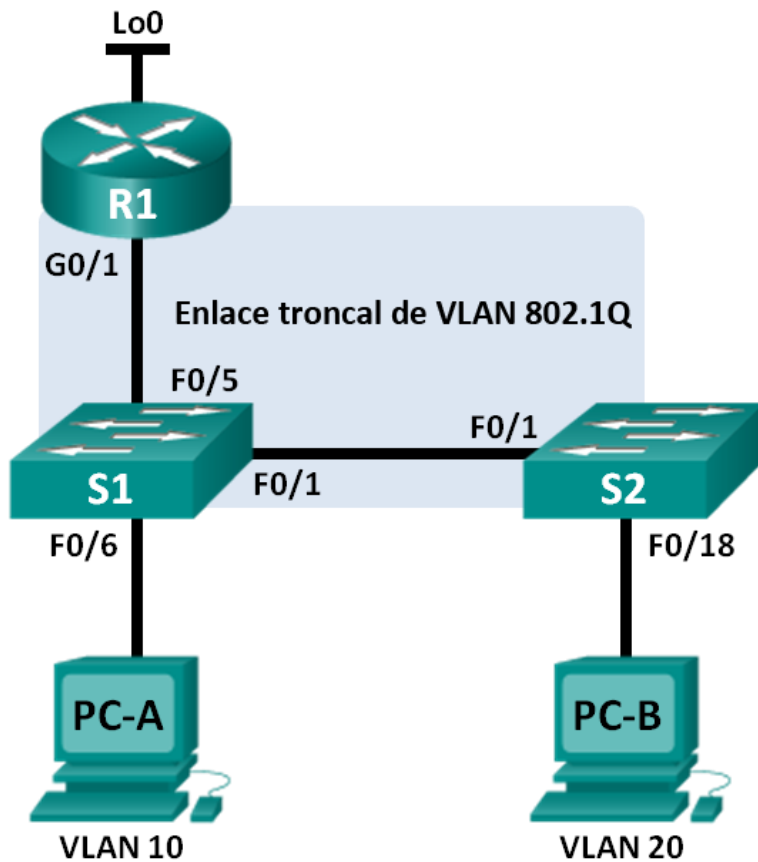 Lo0
R1
G0/1
Enlace troncal de VLAN 802.1Q
F0/5
F0/1
S1
F0/1
S2
F0/6
F0/18
PC-A
PC-B
VLAN 10
VLAN 20